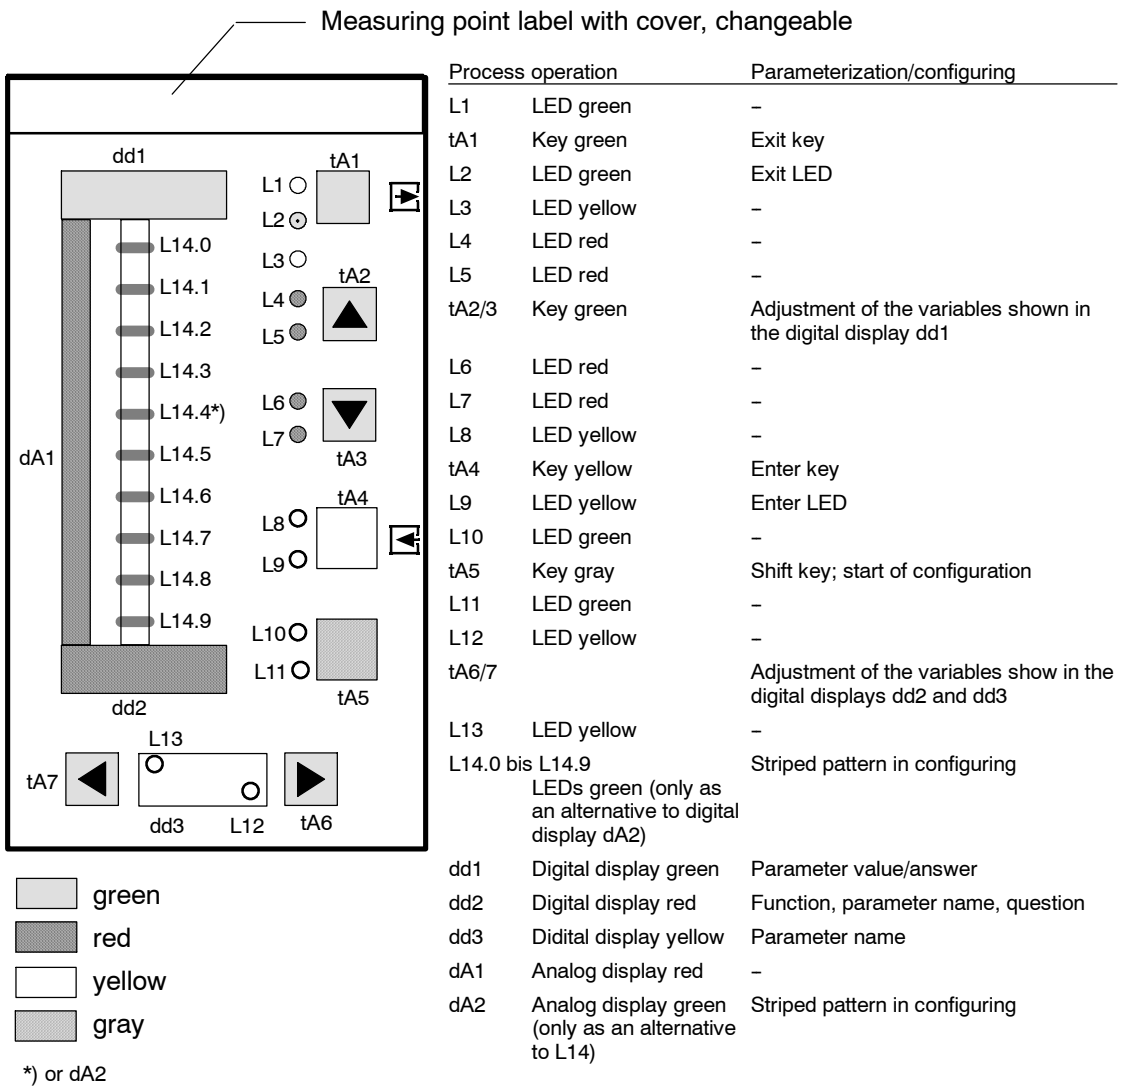 Measuring point label with cover, changeable
dd1
tA1
L1
L2
L3
tA2
L4
L5
L6
L7
tA3
tA4
L8
L9
L10
L11
tA5
L14.0
L14.1
L14.2
L14.3
L14.4*)
L14.5
L14.6
L14.7
L14.8
L14.9
dA1
dd2
L13
tA7
dd3
L12
tA6
green
red
yellow
gray
*) or dA2
Process operation Parameterization/configuring
L1 LED green –
tA1 Key green Exit key
L2 LED green Exit LED
L3 LED yellow –
L4 LED red –
L5 LED red –
tA2/3 Key green Adjustment of the variables shown in
the digital display dd1
L6 LED red –
L7 LED red –
L8 LED yellow –
tA4 Key yellow Enter key
L9 LED yellow Enter LED
L10 LED green –
tA5 Key gray Shift key; start of configuration
L11 LED green –
L12 LED yellow –
tA6/7 Adjustment of the variables show in the
digital displays dd2 and dd3
L13 LED yellow –
L14.0 bis L14.9 Striped pattern in configuring
LEDs green (only as
an alternative to digital
display dA2)
dd1 Digital display green Parameter value/answer
dd2 Digital display red Function, parameter name, question
dd3 Didital display yellow Parameter name
dA1 Analog display red –
dA2 Analog display green Striped pattern in configuring
(only as an alternative
to L14)